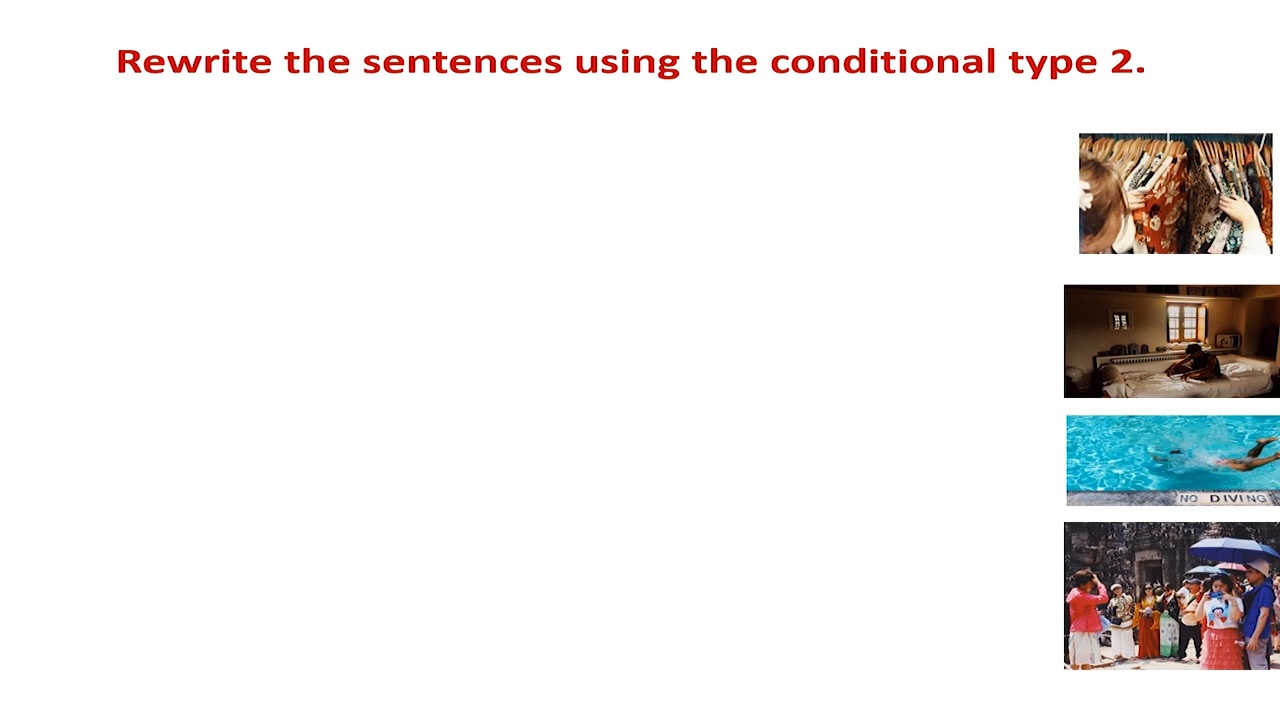 Rewrite the sentences using the conditional type 2.
NO DIVING